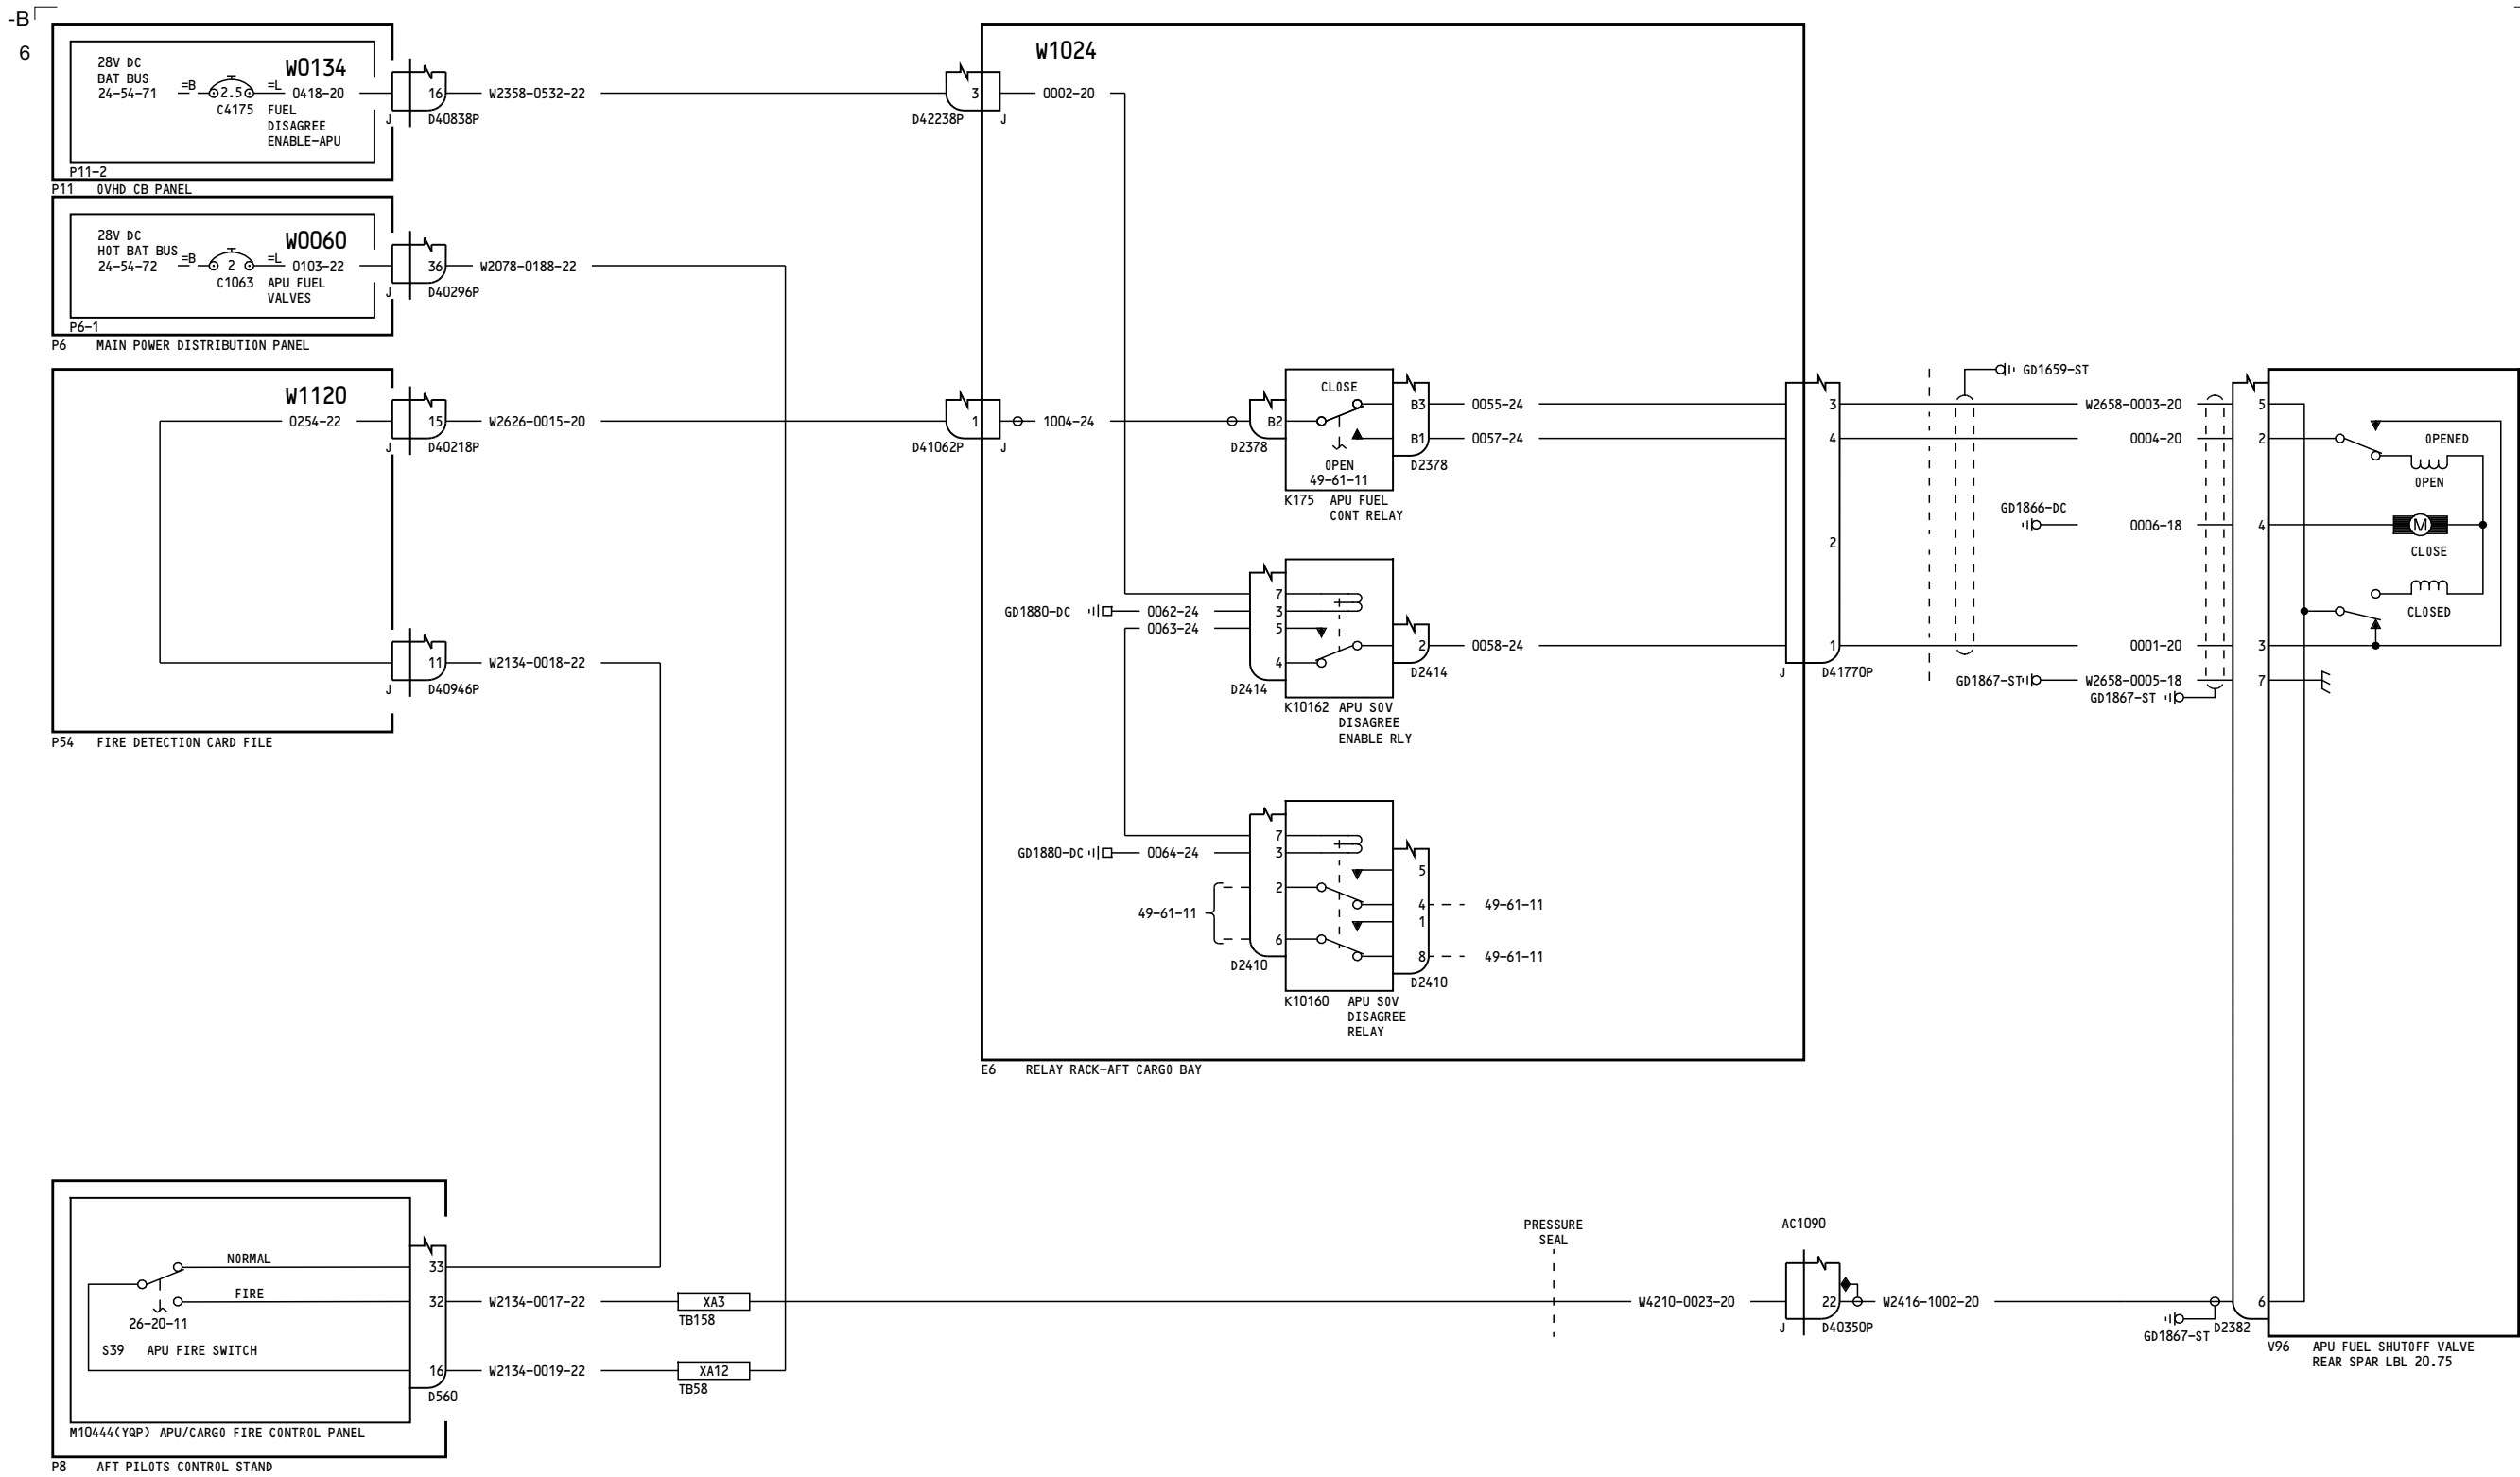 -B
6
28V DC
BAT BUS
24-54-71
=B
2.5
C4175
=L
W0134
0418-20
FUEL
DISAGREE
ENABLE-APU
P11-2
P11 OVHD CB PANEL
J
16
D40838P
W2358-0532-22
28V DC
HOT BAT BUS
24-54-72
=B
2
C1063
=L
W0060
0103-22
APU FUEL
VALVES
P6-1
P6 MAIN POWER DISTRIBUTION PANEL
J
36
D40296P
W2078-0188-22
W1120
0254-22
J
15
D40218P
W2626-0015-20
J
11
D40946P
W2134-0018-22
P54 FIRE DETECTION CARD FILE
NORMAL
FIRE
26-20-11
S39 APU FIRE SWITCH
33
32
16
D560
M10444(YQP) APU/CARGO FIRE CONTROL PANEL
P8 AFT PILOTS CONTROL STAND
W2134-0017-22
XA3
TB158
W2134-0019-22
XA12
TB58
W1024
3
D42238P
J
0002-20
1
D41062P
J
1004-24
B2
D2378
CLOSE
OPEN
49-61-11
K175 APU FUEL
CONT RELAY
B3
B1
D2378
0055-24
0057-24
GD1880-DC
0062-24
0063-24
7
3
5
4
D2414
2
D2414
0058-24
K10162 APU SOV
DISAGREE
ENABLE RLY
GD1880-DC
0064-24
7
3
2
6
49-61-11
D2410
5
4
1
8
D2410
49-61-11
49-61-11
K10160 APU SOV
DISAGREE
RELAY
E6 RELAY RACK-AFT CARGO BAY
3
4
2
1
J
D41770P
GD1659-ST
W2658-0003-20
0004-20
GD1866-DC
0006-18
0001-20
GD1867-ST
W2658-0005-18
GD1867-ST
5
2
4
3
7
6
OPENED
OPEN
M
CLOSE
CLOSED
PRESSURE
SEAL
W4210-0023-20
AC1090
22
J
D40350P
W2416-1002-20
GD1867-ST
D2382
V96 APU FUEL SHUTOFF VALVE
REAR SPAR LBL 20.75